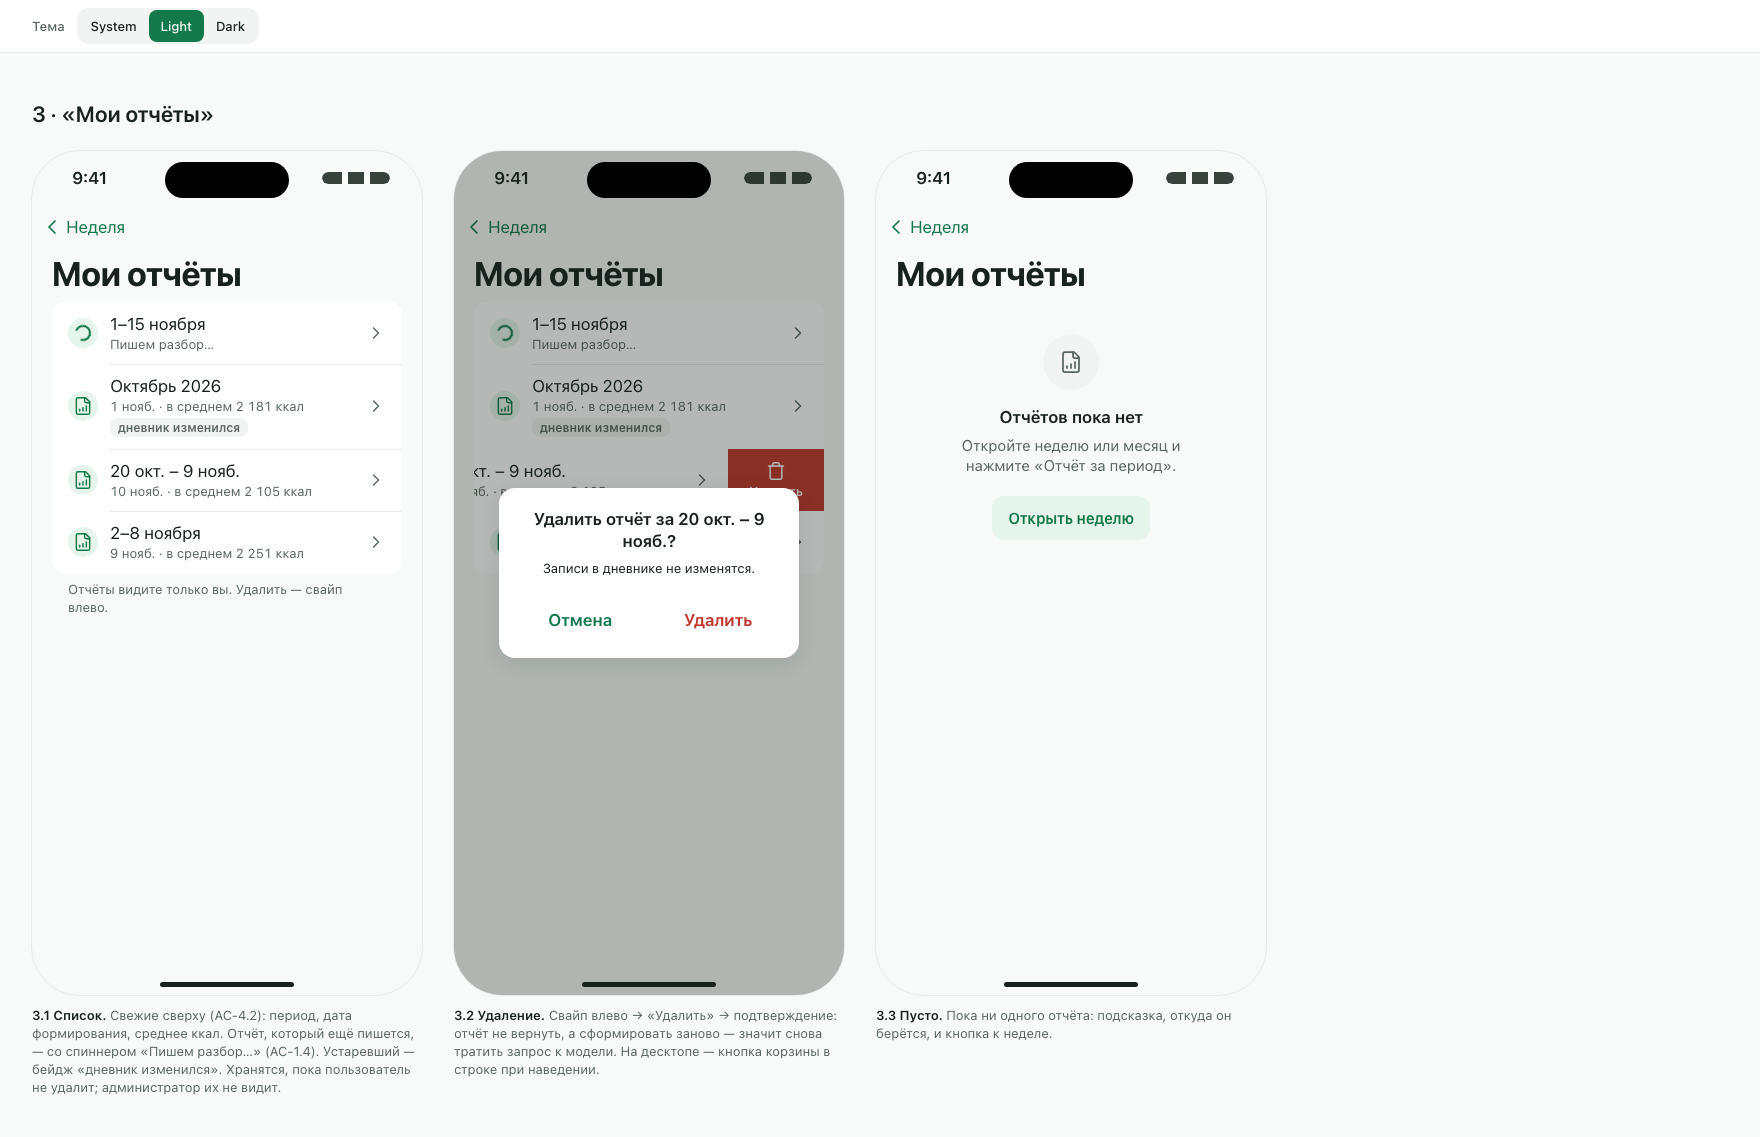 Тема System Light Dark
3 · «Мои отчёты»
9:41
Неделя
Мои отчёты
1–15 ноября
Пишем разбор…
Октябрь 2026
1 нояб. · в среднем 2 181 ккал
дневник изменился
20 окт. – 9 нояб.
10 нояб. · в среднем 2 105 ккал
2–8 ноября
9 нояб. · в среднем 2 251 ккал
Отчёты видите только вы. Удалить — свайп
влево.
3.1 Список. Свежие сверху (АС-4.2): период, дата
формирования, среднее ккал. Отчёт, который ещё пишется,
— со спиннером «Пишем разбор…» (АС-1.4). Устаревший —
бейдж «дневник изменился». Хранятся, пока пользователь
не удалит; администратор их не видит.
9:41
Неделя
Мои отчёты
1–15 ноября
Пишем разбор…
Октябрь 2026
1 нояб. · в среднем 2 181 ккал
дневник изменился
кт. – 9 нояб.
Удалить отчёт за 20 окт. – 9
нояб.?
Записи в дневнике не изменятся.
Отмена Удалить
3.2 Удаление. Свайп влево → «Удалить» → подтверждение:
отчёт не вернуть, а сформировать заново — значит снова
тратить запрос к модели. На десктопе — кнопка корзины в
строке при наведении.
9:41
Неделя
Мои отчёты
Отчётов пока нет
Откройте неделю или месяц и
нажмите «Отчёт за период».
Открыть неделю
3.3 Пусто. Пока ни одного отчёта: подсказка, откуда он
берётся, и кнопка к неделе.